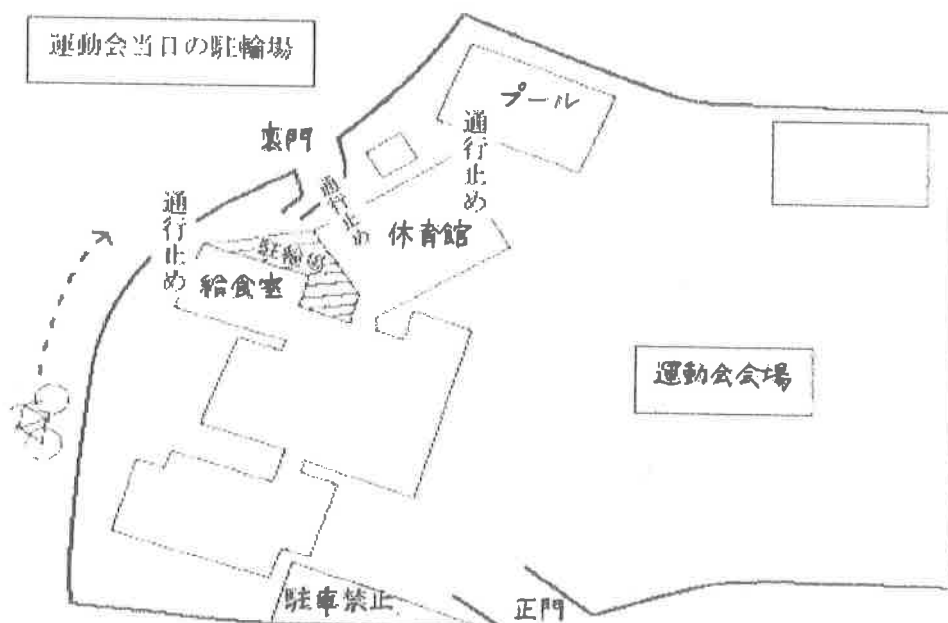 運動会当日の駐輪場
プール
裏門
通行止め
通行止め
通行止め
駐輪場
休育館
給食室
運動会会場
駐車禁止
正門